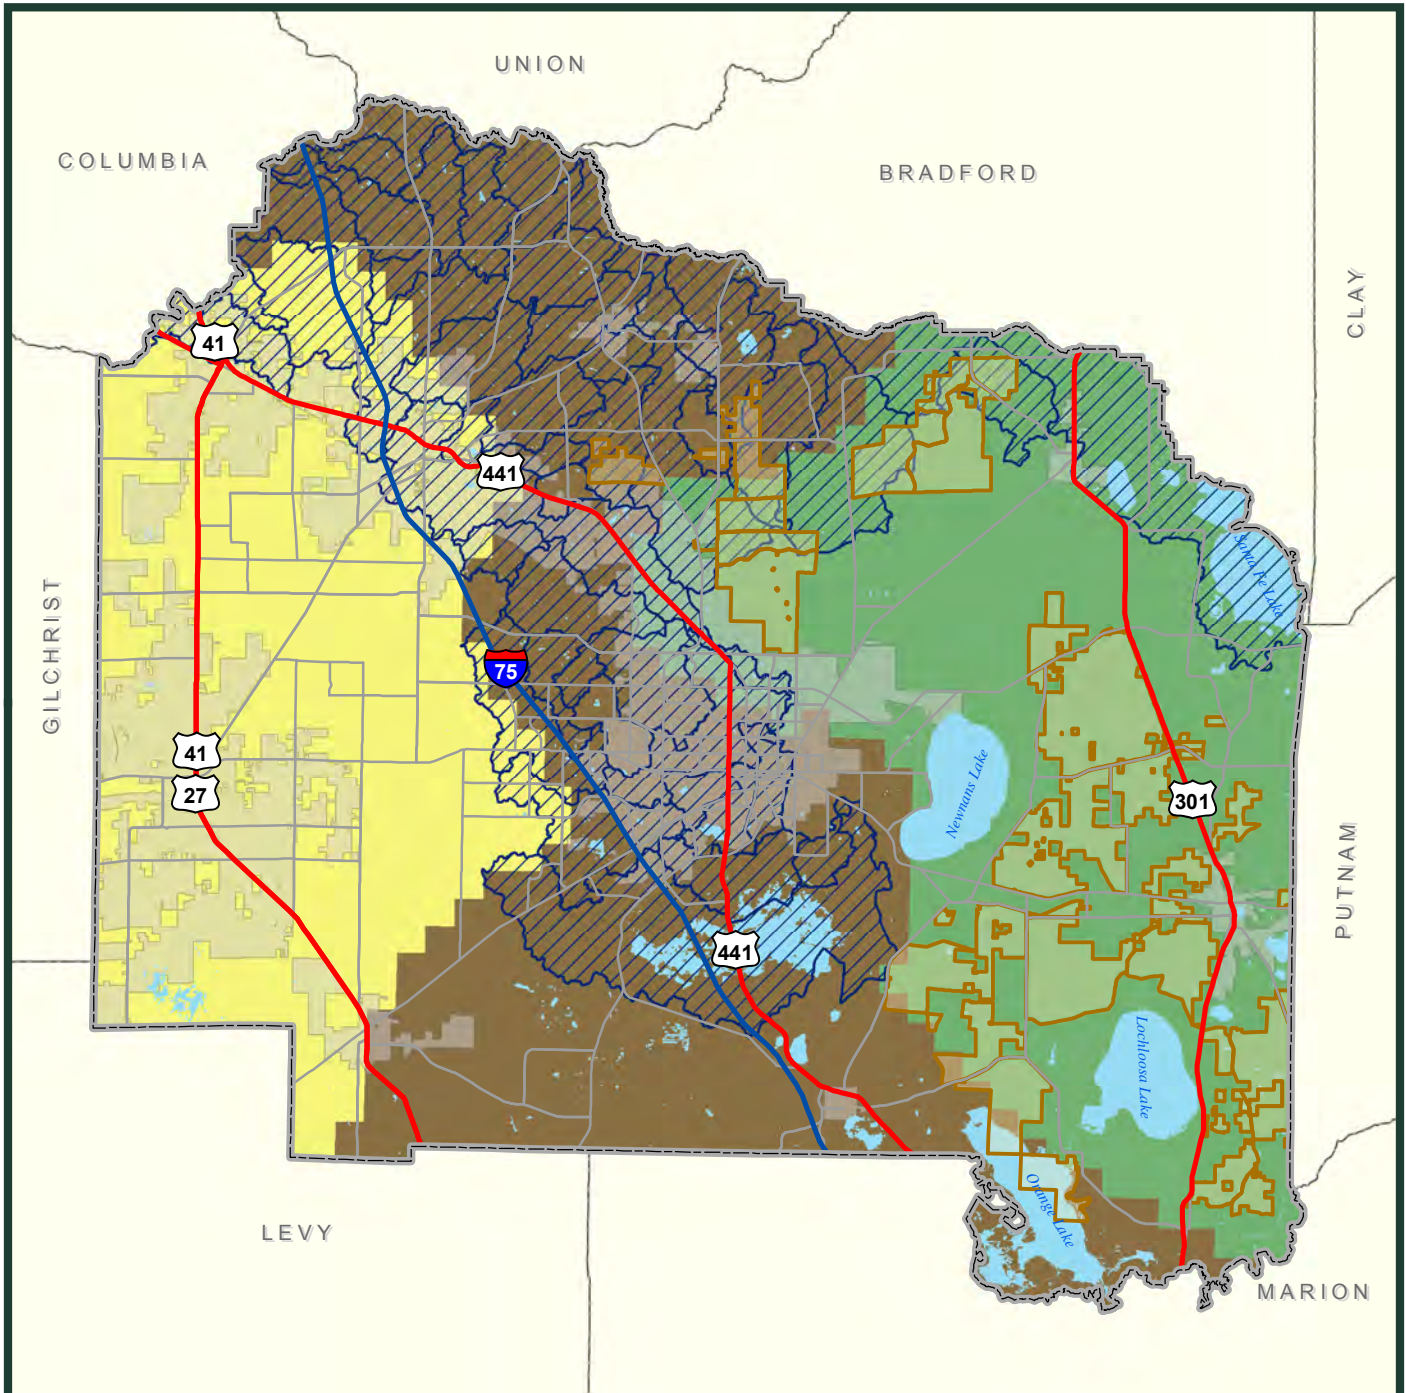 UNION
COLUMBIA
BRADFORD
CLAY
41
441
Santa Fe Lake
GILCHRIST
75
41
27
Newnans Lake
301
PUTNAM
441
Lochloosa Lake
Orange Lake
LEVY
MARION